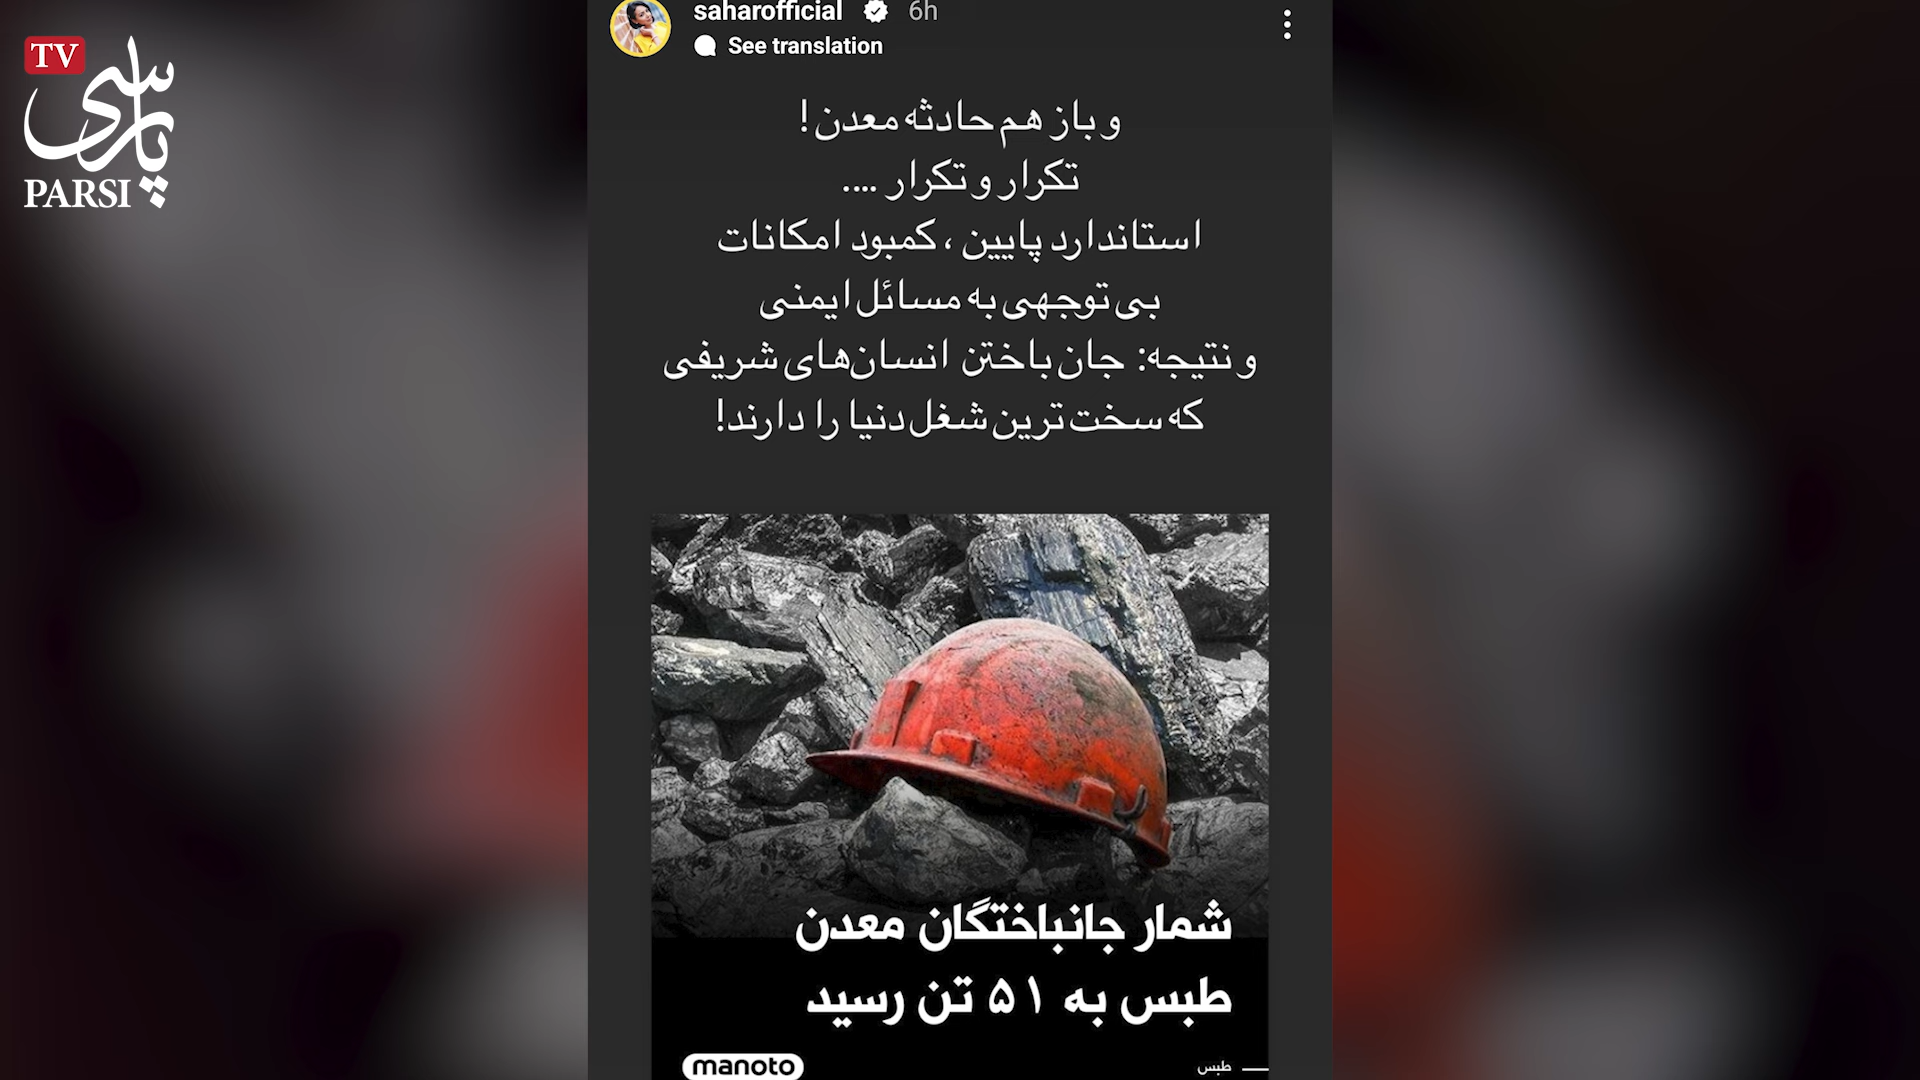 TV
پارسی
PARSI
saharofficial 6h
See translation
و باز هم حادثه معدن!
تکرار و تکرار ....
استاندارد پایین ، کمبود امکانات
بی توجهی به مسائل ایمنی
و نتیجه: جان باختن انسان‌های شریفی
که سخت ترین شغل دنیا را دارند!
شمار جانباختگان معدن
طبس به ۵۱ تن رسید
طبس
manoto